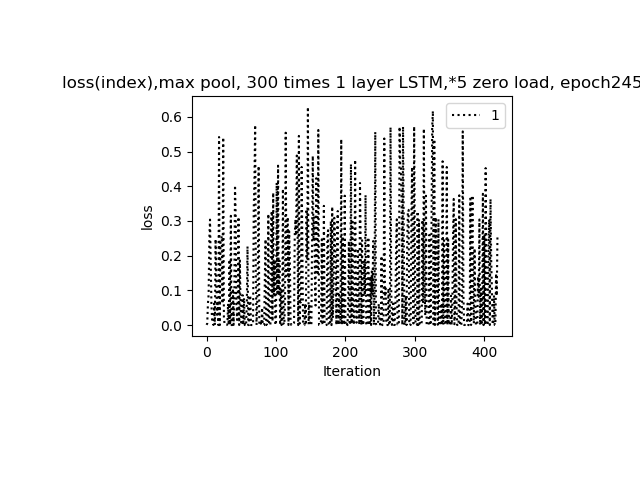 loss(index),max pool, 300 times 1 layer LSTM,*5 zero load, epoch245
1
0.6
0.5
0.4
0.3
0.2
0.1
0.0
loss
0 100 200 300 400
Iteration